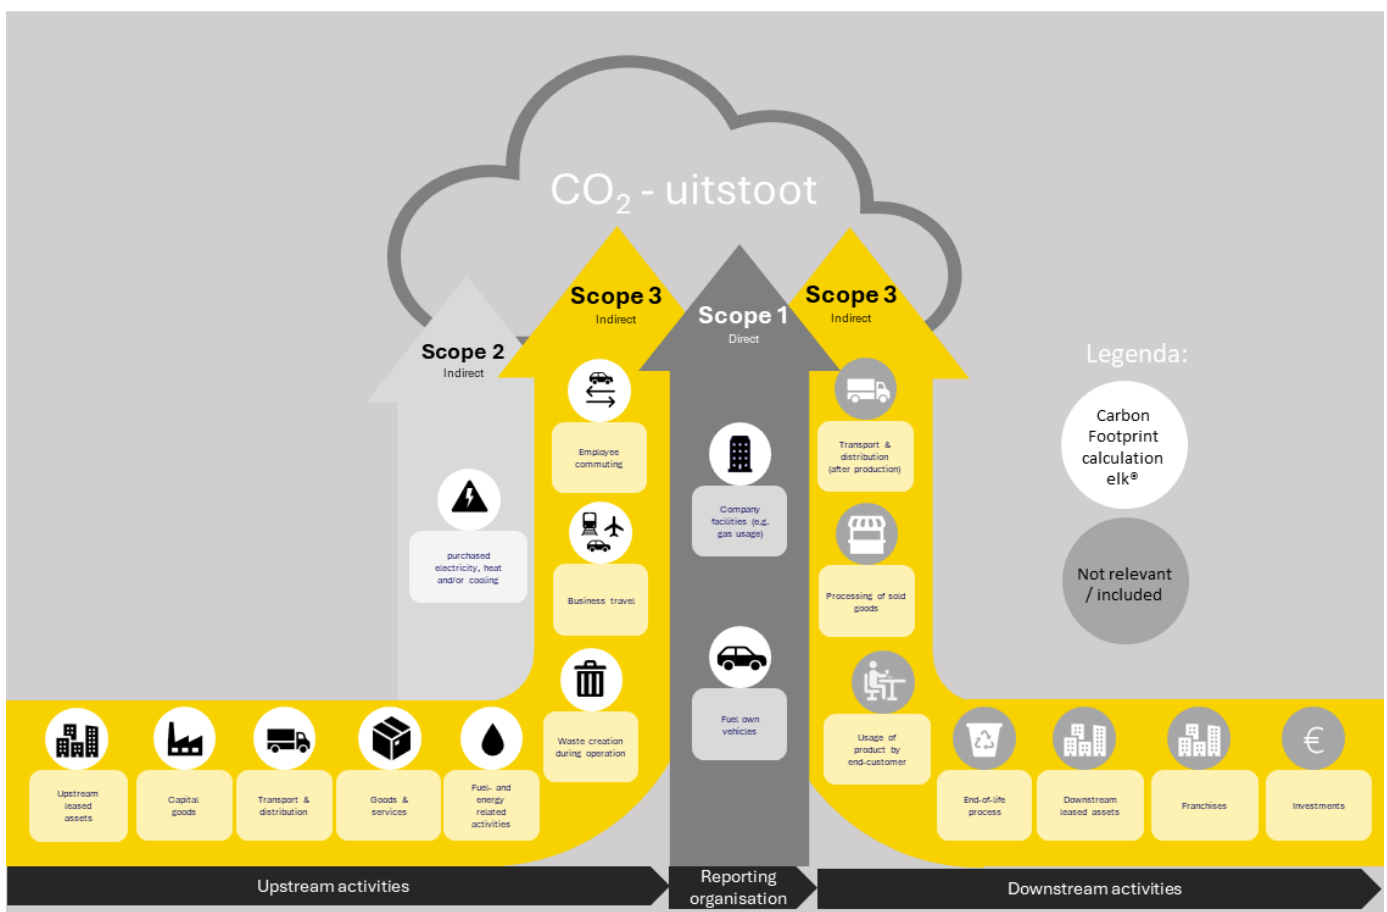 CO2 - uitstoot
Scope 3
Indirect
Scope 3
Indirect
Scope 1
Direct
Scope 2
Indirect
Legenda:
Carbon
Footprint
calculation
elk®
Not relevant
/ included
Employee
commuting
Transport &
distribution
(after production)
Company
facilities (e.g.
gas usage)
purchased
electricity, heat
and/or cooling
Business travel
Processing of sold
goods
Waste creation
during operation
Fuel own
vehicles
Usage of
product by
end-customer
Upstream
leased
assets
Capital
goods
Transport &
distribution
Goods &
services
Fuel- and
energy
related
activities
End-of-life
process
Downstream
leased assets
Franchises
€
Investments
Upstream activities
Reporting
organisation
Downstream activities